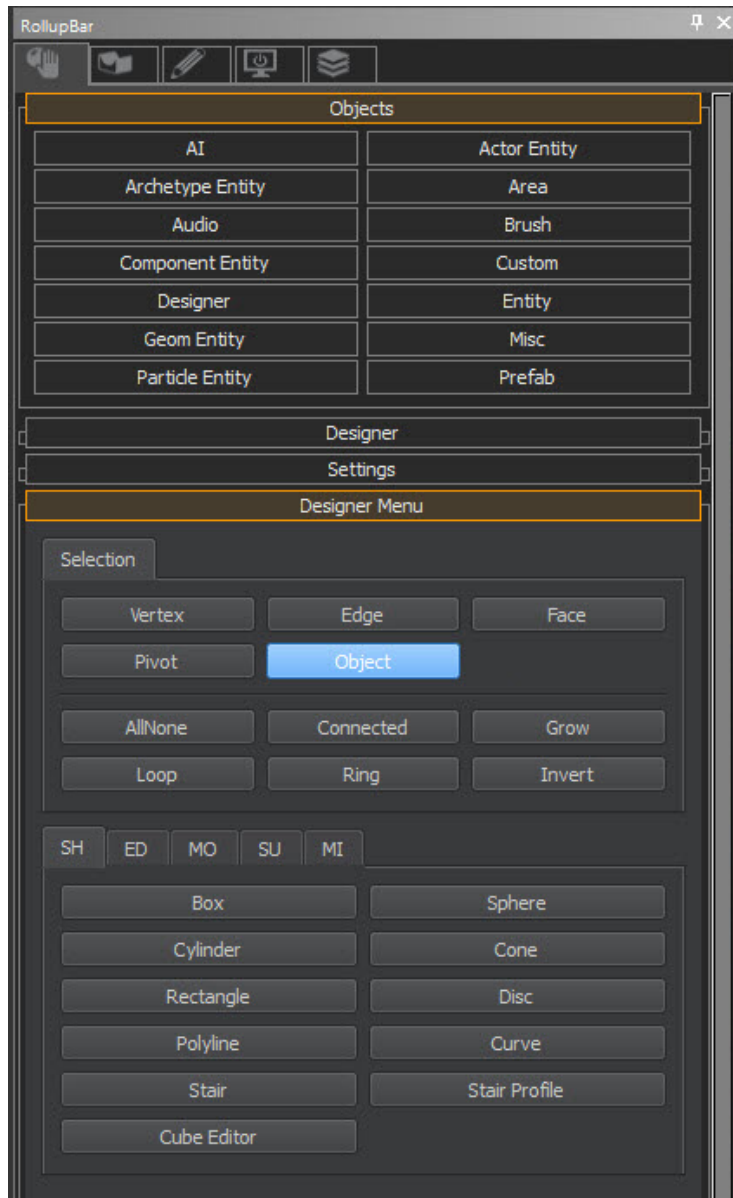 RollupBar
Objects
AI Actor Entity
Archetype Entity Area
Audio Brush
Component Entity Custom
Designer Entity
Geom Entity Misc
Particle Entity Prefab
Designer
Settings
Designer Menu
Selection
Vertex Edge Face
Pivot Object
AllNone Connected Grow
Loop Ring Invert
SH ED MO SU MI
Box Sphere
Cylinder Cone
Rectangle Disc
Polyline Curve
Stair Stair Profile
Cube Editor